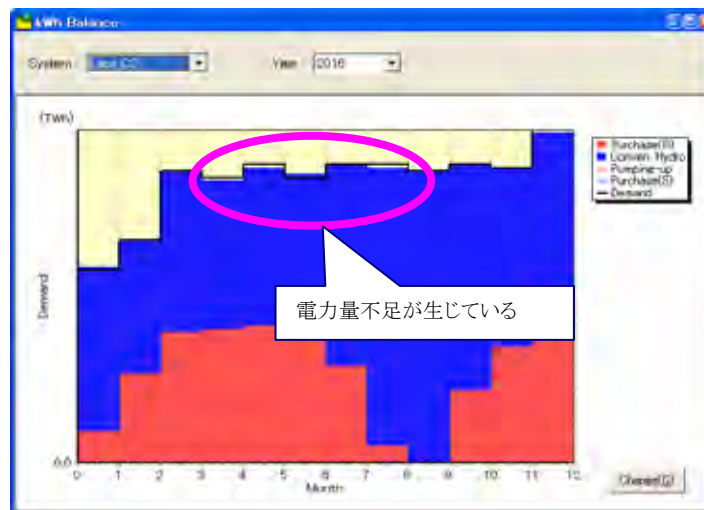 kWh Balance
System
Year 2016
(TWh)
Purchase(R)
Conven. Hydro
Pumping-up
Purchase(S)
Demand
電力量不足が生じている
Demand
0.0
0 1 2 3 4 5 6 7 8 9 10 11 12
Month